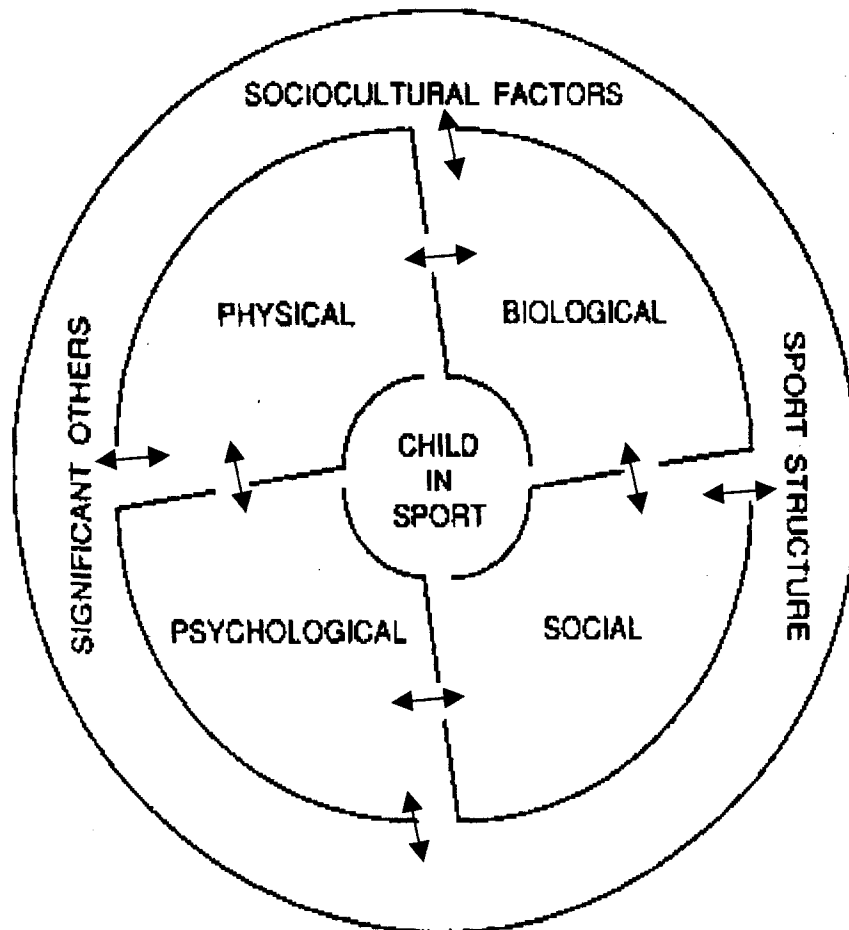 SOCIOCULTURAL FACTORS
PHYSICAL
BIOLOGICAL
SIGNIFICANT OTHERS
CHILD
IN
SPORT
SPORT STRUCTURE
PSYCHOLOGICAL
SOCIAL